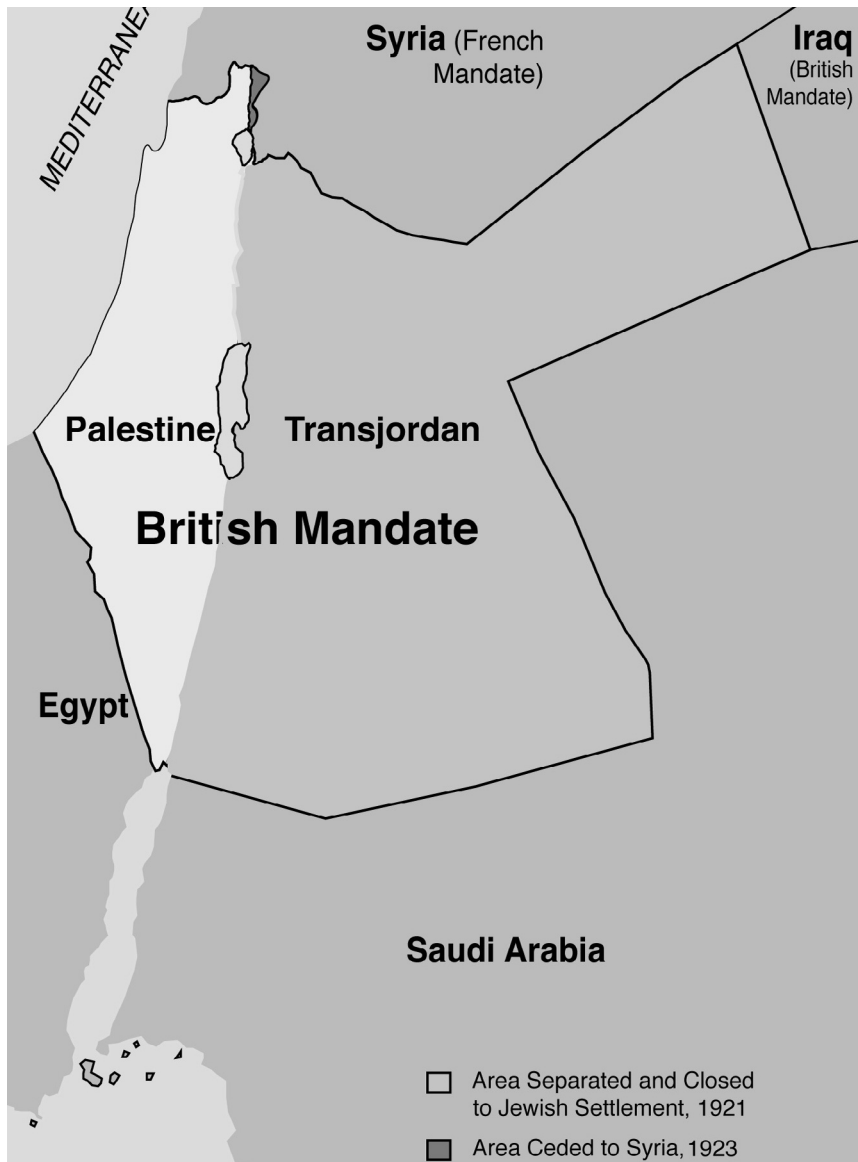 Syria (French
Mandate)
Iraq
(British
Mandate)
MEDITERRANEA
Palestine
Transjordan
British Mandate
Egypt
Saudi Arabia
Area Separated and Closed
to Jewish Settlement, 1921
Area Ceded to Syria, 1923